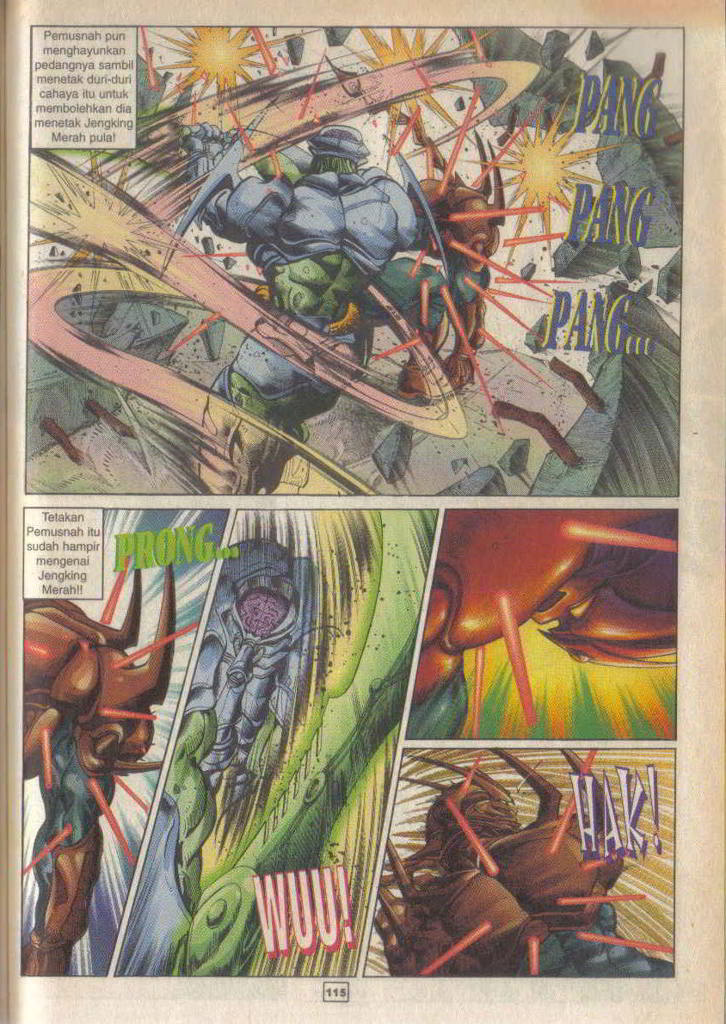 Pemusnah pun
menghayunkan
pedangnya sambil
menetak duri-duri
cahaya itu untuk
membolehkan dia
menetak Jengking
Merah pula!
PANG
PANG
PANG...
Tetakan
Pemusnah itu
sudah hampir
mengenai
Jengking
Merah!!
PRONG...
WUU!
HAK!
115